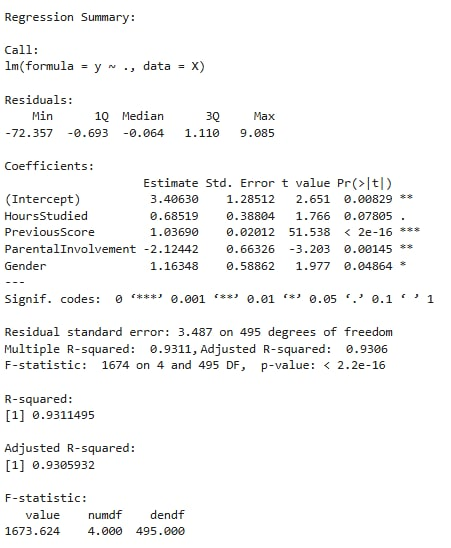 Regression Summary:
Call:
lm(formula = y ~ ., data = X)
Residuals:
    Min      1Q  Median      3Q     Max
-72.357  -0.693  -0.064   1.110   9.085
Coefficients:
                    Estimate Std. Error t value Pr(>|t|)
(Intercept)          3.40630    1.28512   2.651  0.00829 **
HoursStudied         0.68519    0.38804   1.766  0.07805 .
PreviousScore        1.03690    0.02012  51.538  < 2e-16 ***
ParentalInvolvement -2.12442    0.66326  -3.203  0.00145 **
Gender               1.16348    0.58862   1.977  0.04864 *
---
Signif. codes:  0 ‘***’ 0.001 ‘**’ 0.01 ‘*’ 0.05 ‘.’ 0.1 ‘ ’ 1
Residual standard error: 3.487 on 495 degrees of freedom
Multiple R-squared:  0.9311, Adjusted R-squared:  0.9306
F-statistic:  1674 on 4 and 495 DF,  p-value: < 2.2e-16
R-squared:
[1] 0.9311495
Adjusted R-squared:
[1] 0.9305932
F-statistic:
   value    numdf    dendf
1673.624    4.000  495.000